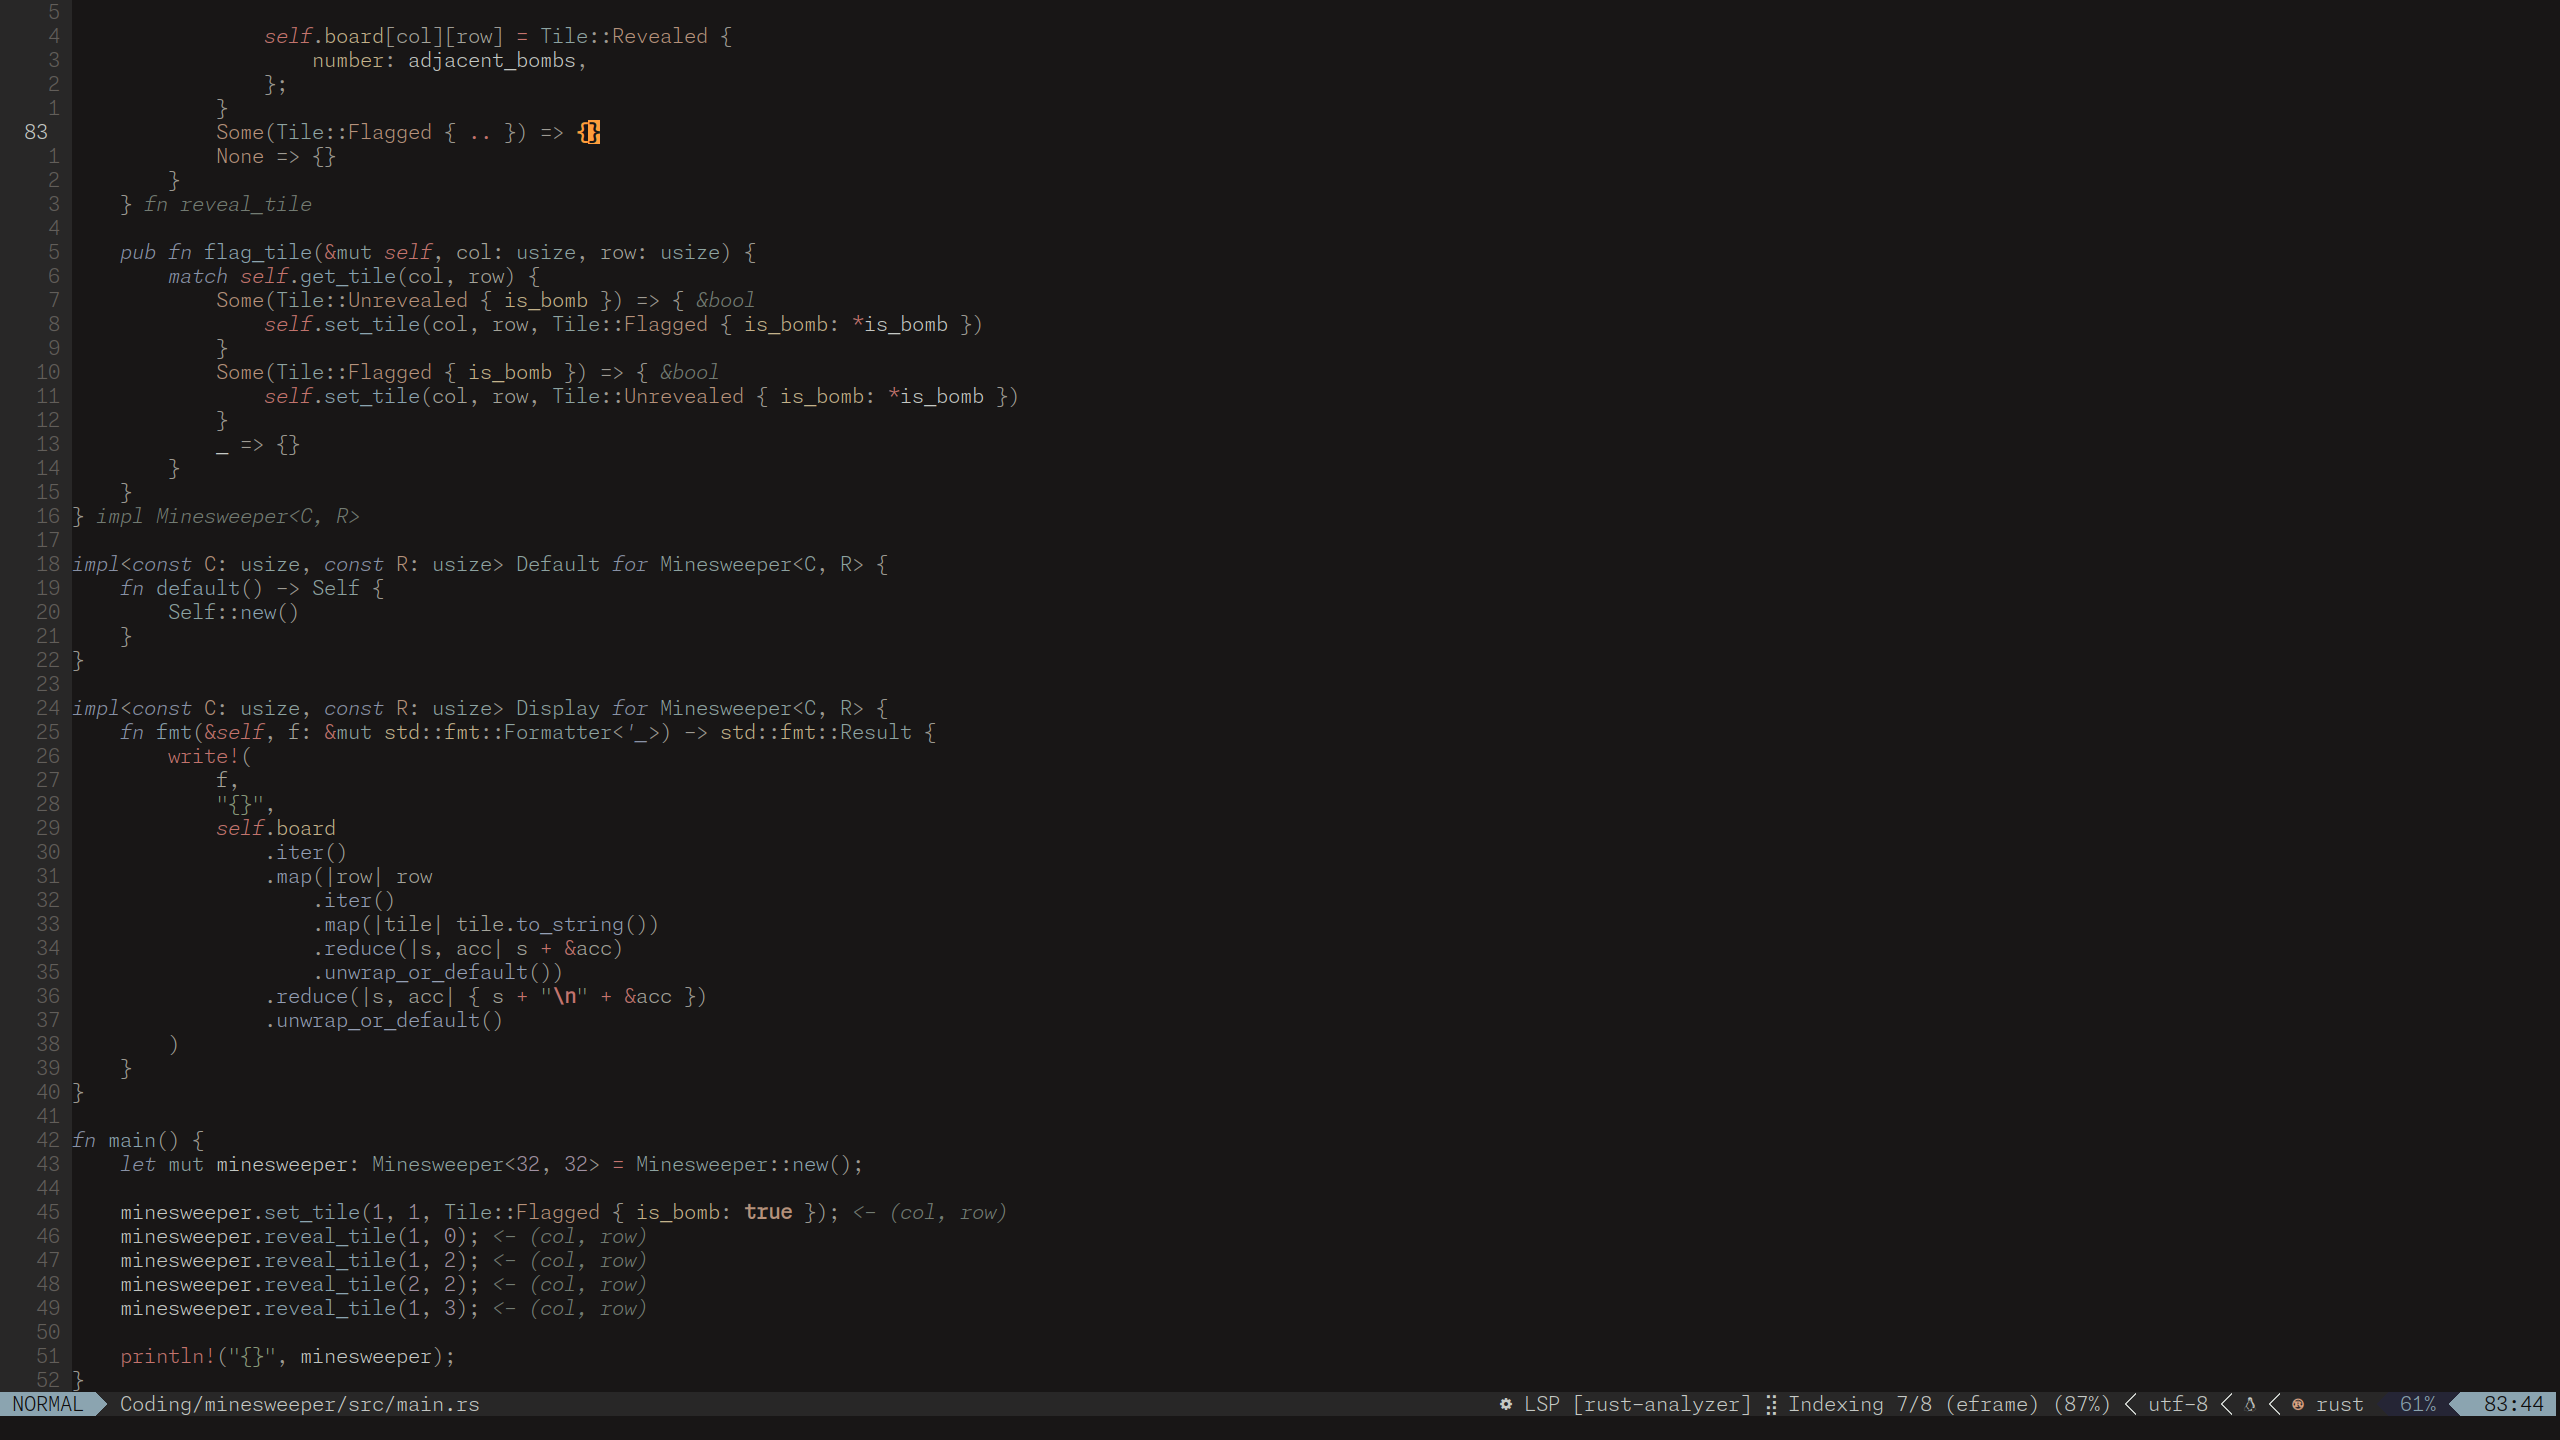 5
4                 self.board[col][row] = Tile::Revealed {
3                     number: adjacent_bombs,
2                 };
1             }
83             Some(Tile::Flagged { .. }) => {}
1             None => {}
2         }
3     } fn reveal_tile
4
5     pub fn flag_tile(&mut self, col: usize, row: usize) {
6         match self.get_tile(col, row) {
7             Some(Tile::Unrevealed { is_bomb }) => { &bool
8                 self.set_tile(col, row, Tile::Flagged { is_bomb: *is_bomb })
9             }
10             Some(Tile::Flagged { is_bomb }) => { &bool
11                 self.set_tile(col, row, Tile::Unrevealed { is_bomb: *is_bomb })
12             }
13             _ => {}
14         }
15     }
16 } impl Minesweeper<C, R>
17
18 impl<const C: usize, const R: usize> Default for Minesweeper<C, R> {
19     fn default() -> Self {
20         Self::new()
21     }
22 }
23
24 impl<const C: usize, const R: usize> Display for Minesweeper<C, R> {
25     fn fmt(&self, f: &mut std::fmt::Formatter<'_>) -> std::fmt::Result {
26         write!(
27             f,
28             "{}",
29             self.board
30                 .iter()
31                 .map(|row| row
32                     .iter()
33                     .map(|tile| tile.to_string())
34                     .reduce(|s, acc| s + &acc)
35                     .unwrap_or_default())
36                 .reduce(|s, acc| { s + "\n" + &acc })
37                 .unwrap_or_default()
38         )
39     }
40 }
41
42 fn main() {
43     let mut minesweeper: Minesweeper<32, 32> = Minesweeper::new();
44
45     minesweeper.set_tile(1, 1, Tile::Flagged { is_bomb: true }); <- (col, row)
46     minesweeper.reveal_tile(1, 0); <- (col, row)
47     minesweeper.reveal_tile(1, 2); <- (col, row)
48     minesweeper.reveal_tile(2, 2); <- (col, row)
49     minesweeper.reveal_tile(1, 3); <- (col, row)
50
51     println!("{}", minesweeper);
52 }
NORMAL Coding/minesweeper/src/main.rs LSP [rust-analyzer] ⣻ Indexing 7/8 (eframe) (87%) utf-8 rust 61% 83:44